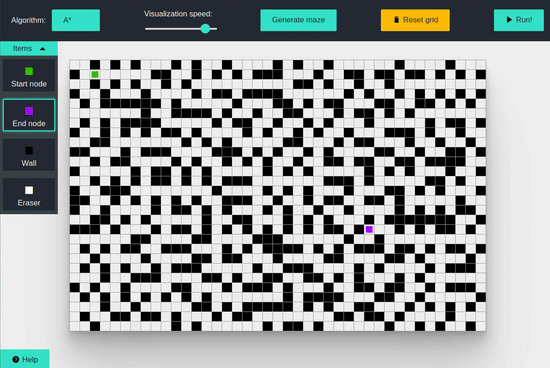 Algorithm:
A*
Visualization speed:
Generate maze
Reset grid
Run!
Items
Start node
End node
Wall
Eraser
Help